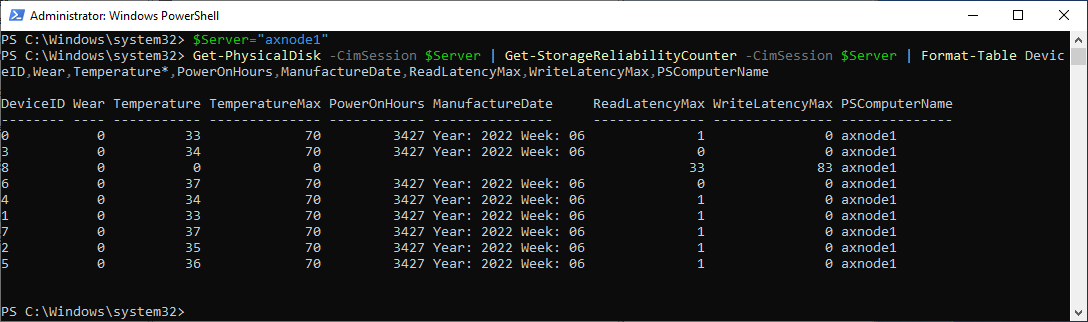 Administrator: Windows PowerShell
PS C:\Windows\system32> $Server="axnode1"
PS C:\Windows\system32> Get-PhysicalDisk -CimSession $Server | Get-StorageReliabilityCounter -CimSession $Server | Format-Table Devic
eID,Wear,Temperature*,PowerOnHours,ManufactureDate,ReadLatencyMax,WriteLatencyMax,PSComputerName
DeviceID Wear Temperature TemperatureMax PowerOnHours ManufactureDate     ReadLatencyMax WriteLatencyMax PSComputerName
-------- ---- ----------- -------------- ------------ ---------------     -------------- --------------- --------------
0           0          33             70         3427 Year: 2022 Week: 06              1               0 axnode1
3           0          34             70         3427 Year: 2022 Week: 06              0               0 axnode1
8           0           0              0                                              33              83 axnode1
6           0          37             70         3427 Year: 2022 Week: 06              0               0 axnode1
4           0          34             70         3427 Year: 2022 Week: 06              1               0 axnode1
1           0          33             70         3427 Year: 2022 Week: 06              1               0 axnode1
7           0          37             70         3427 Year: 2022 Week: 06              1               0 axnode1
2           0          35             70         3427 Year: 2022 Week: 06              1               0 axnode1
5           0          36             70         3427 Year: 2022 Week: 06              1               0 axnode1
PS C:\Windows\system32>